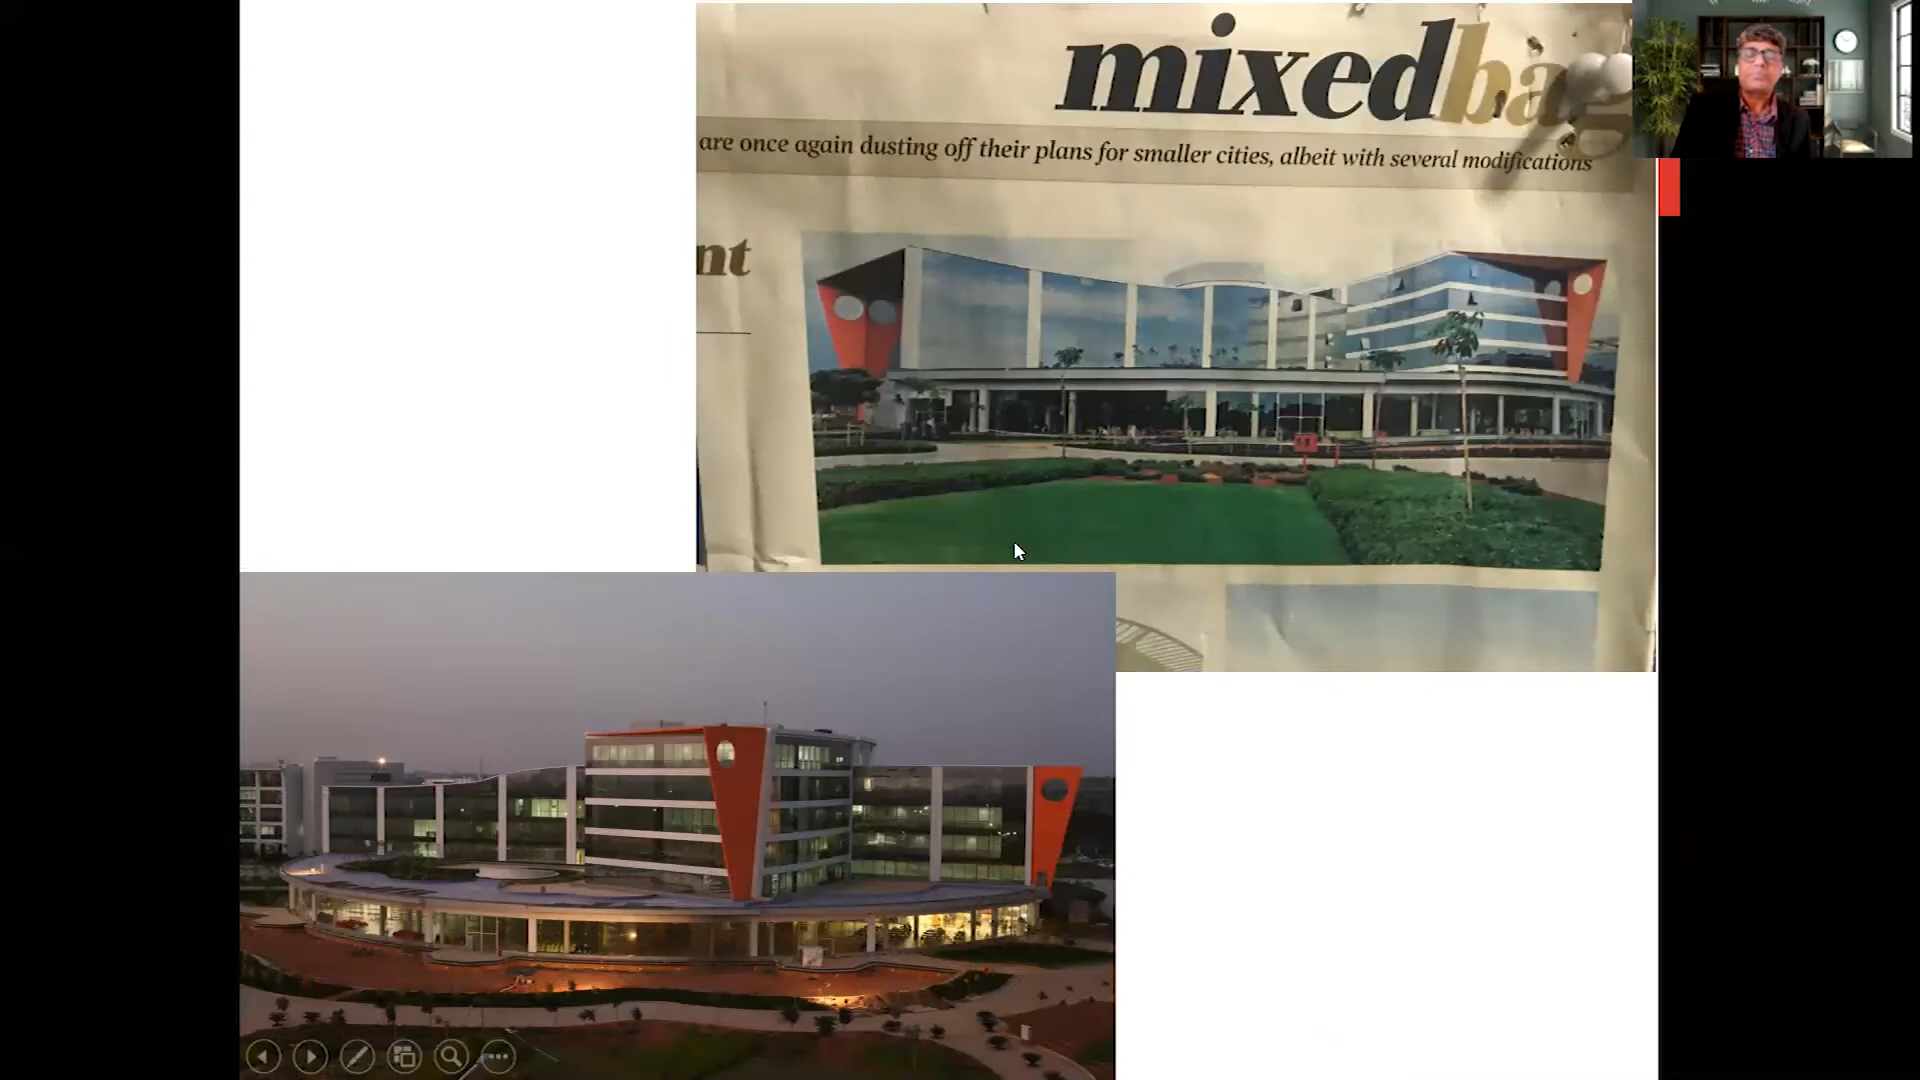 mixedbag
are once again dusting off their plans for smaller cities, albeit with several modifications
nt